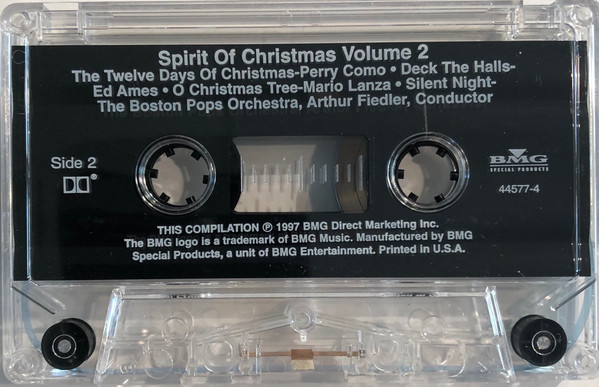 Spirit Of Christmas Volume 2
The Twelve Days Of Christmas-Perry Como • Deck The Halls-
Ed Ames • O Christmas Tree-Mario Lanza • Silent Night-
The Boston Pops Orchestra, Arthur Fiedler, Conductor
Side 2
BMG
SPECIAL PRODUCTS
44577-4
THIS COMPILATION ℗ 1997 BMG Direct Marketing Inc.
The BMG logo is a trademark of BMG Music. Manufactured by BMG
Special Products, a unit of BMG Entertainment. Printed in U.S.A.